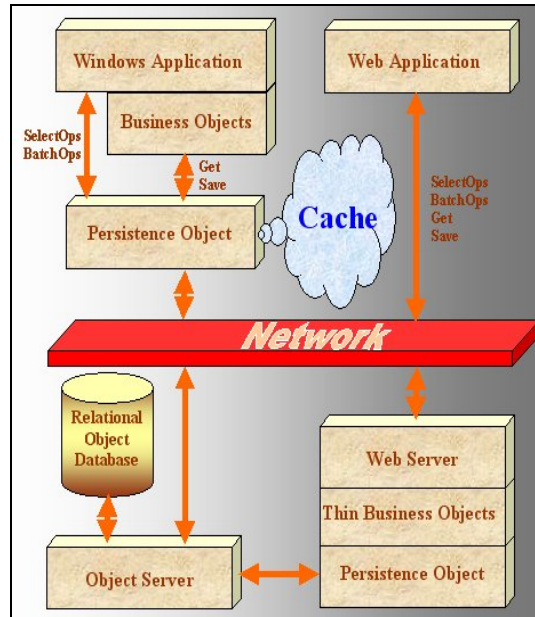 Windows Application
Web Application
Business Objects
SelectOps
BatchOps
Get
Save
Persistence Object
Cache
SelectOps
BatchOps
Get
Save
Network
Relational
Object
Database
Web Server
Thin Business Objects
Object Server
Persistence Object